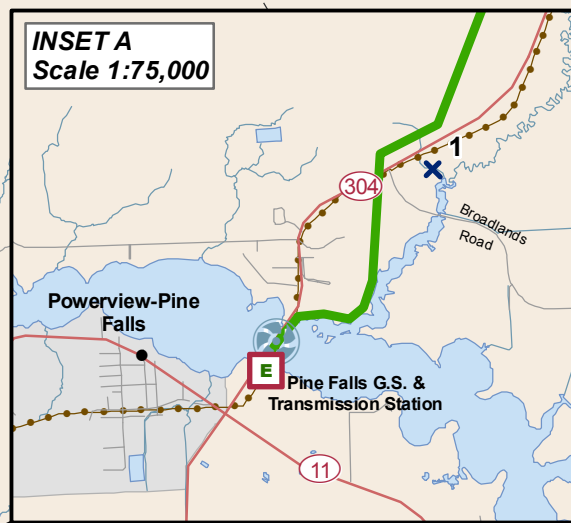 INSET A
Scale 1:75,000
1
304
Broadlands
Road
Powerview-Pine
Falls
E
Pine Falls G.S. &
Transmission Station
11